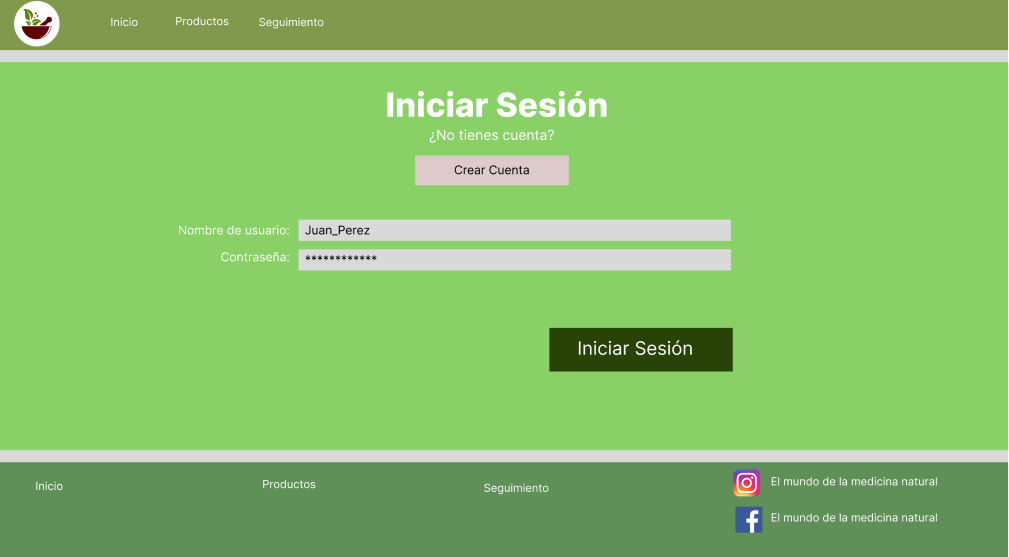 Inicio Productos Seguimiento
Iniciar Sesión
¿No tienes cuenta?
Crear Cuenta
Nombre de usuario: Juan_Perez
Contraseña: ************
Iniciar Sesión
Inicio Productos Seguimiento
El mundo de la medicina natural
El mundo de la medicina natural